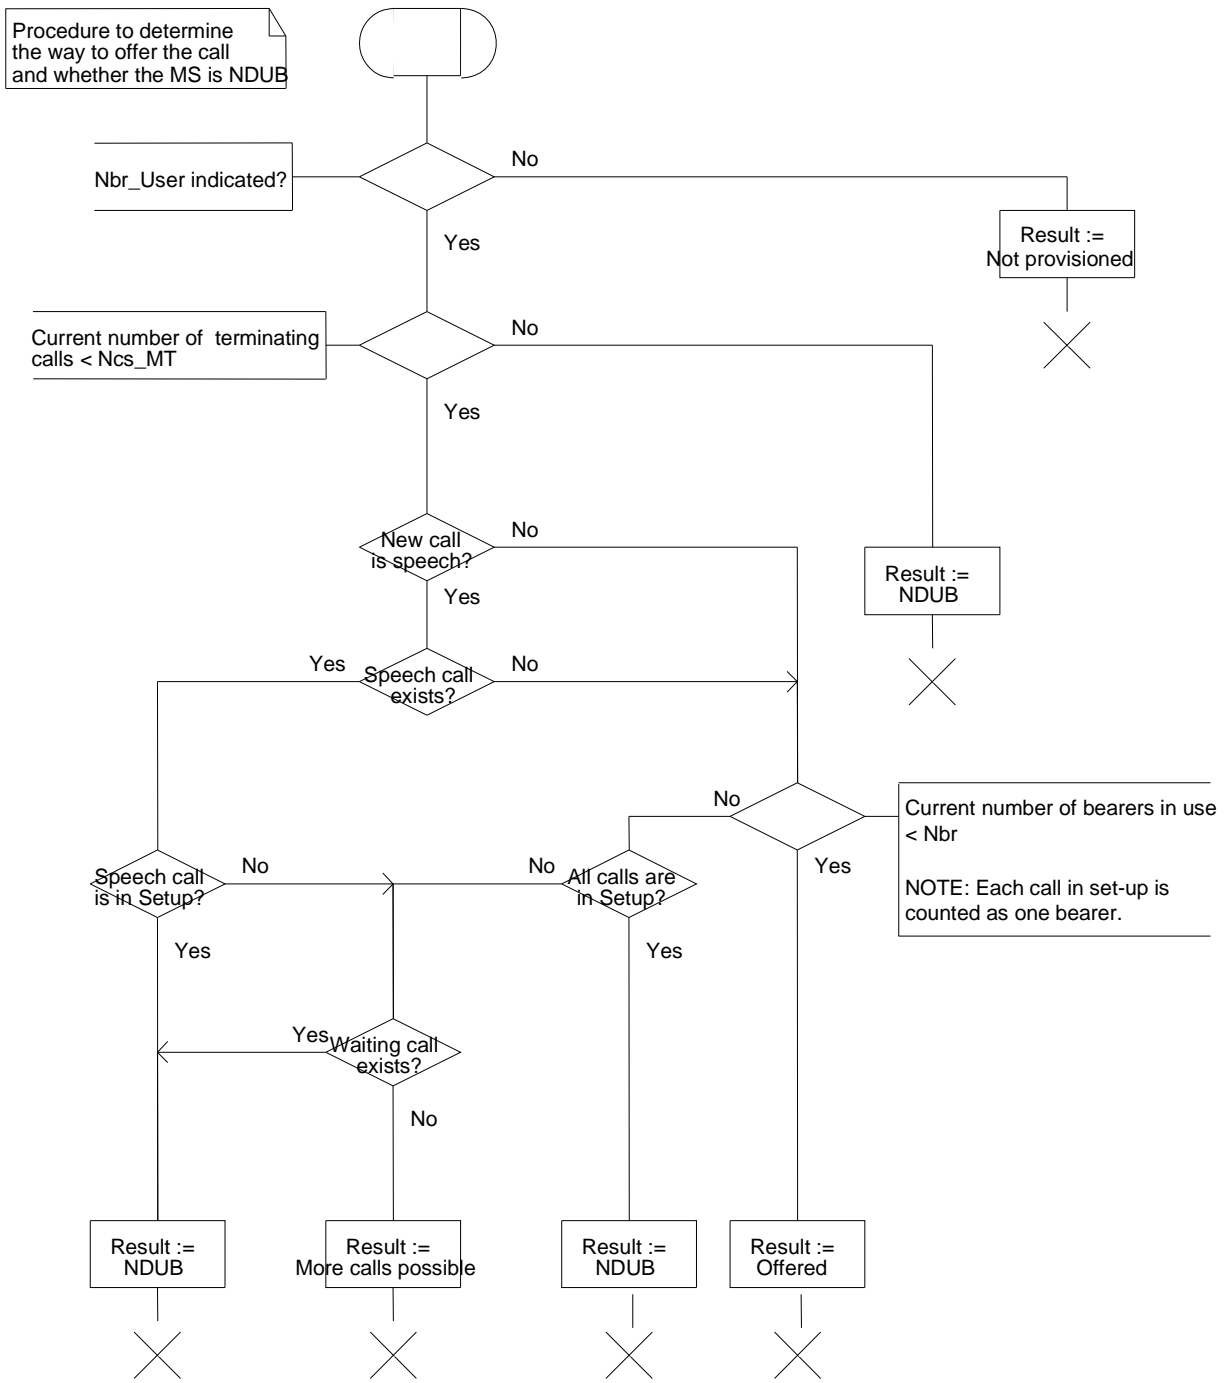 Procedure to determine
the way to offer the call
and whether the MS is NDUB
Nbr_User indicated?
No
Yes
Result :=
Not provisioned
Current number of terminating
calls < Ncs_MT
No
Yes
New call
is speech?
No
Yes
Result :=
NDUB
Yes
Speech call
exists?
No
No
Current number of bearers in use
< Nbr
NOTE: Each call in set-up is
counted as one bearer.
Yes
Speech call
is in Setup?
No
No
All calls are
in Setup?
Yes
Yes
Yes
Waiting call
exists?
No
Result :=
NDUB
Result :=
More calls possible
Result :=
NDUB
Result :=
Offered